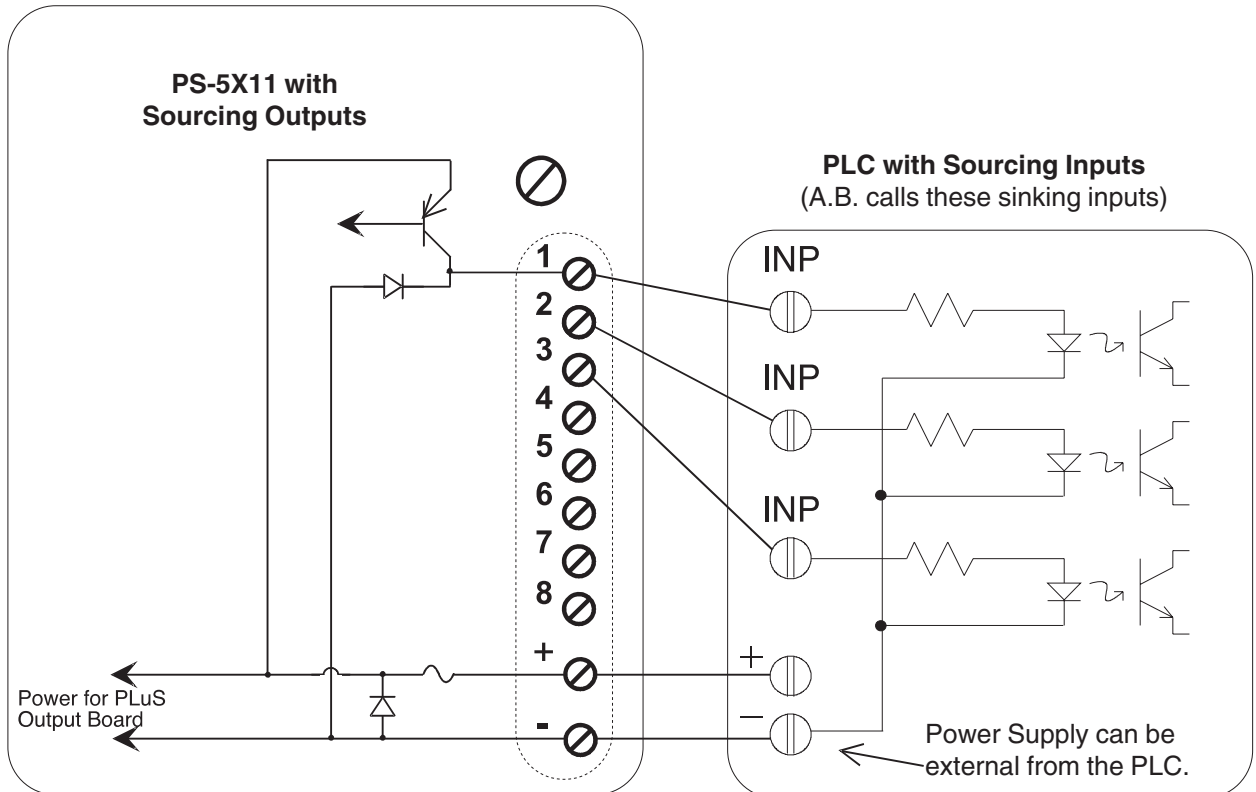 PS-5X11 with
Sourcing Outputs
PLC with Sourcing Inputs
(A.B. calls these sinking inputs)
1
2
3
4
5
6
7
8
+
-
INP
INP
INP
+
−
Power for PLuS
Output Board
Power Supply can be
external from the PLC.